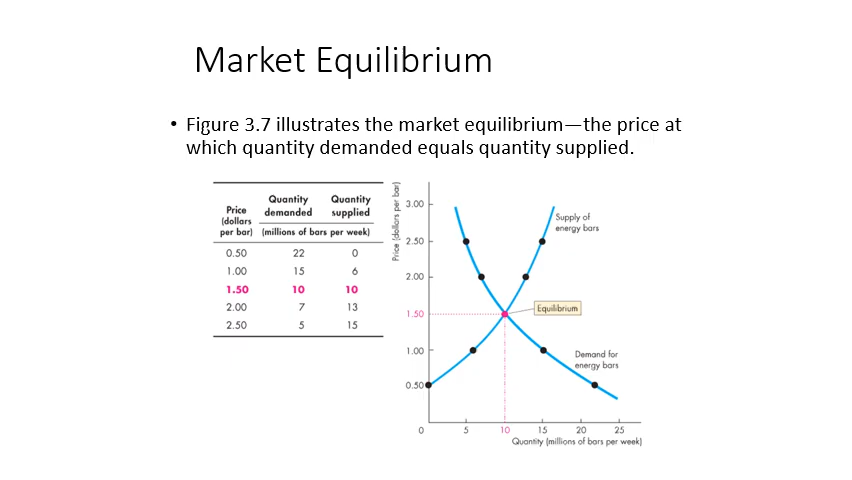 Market Equilibrium
• Figure 3.7 illustrates the market equilibrium—the price at
which quantity demanded equals quantity supplied.
Price
(dollars
per bar)
Quantity
demanded
Quantity
supplied
(millions of bars per week)
0.50 22 0
1.00 15 6
1.50 10 10
2.00 7 13
2.50 5 15
Price (dollars per bar)
3.00
2.50
2.00
1.50
1.00
0.50
Supply of
energy bars
Equilibrium
Demand for
energy bars
0 5 10 15 20 25
Quantity (millions of bars per week)